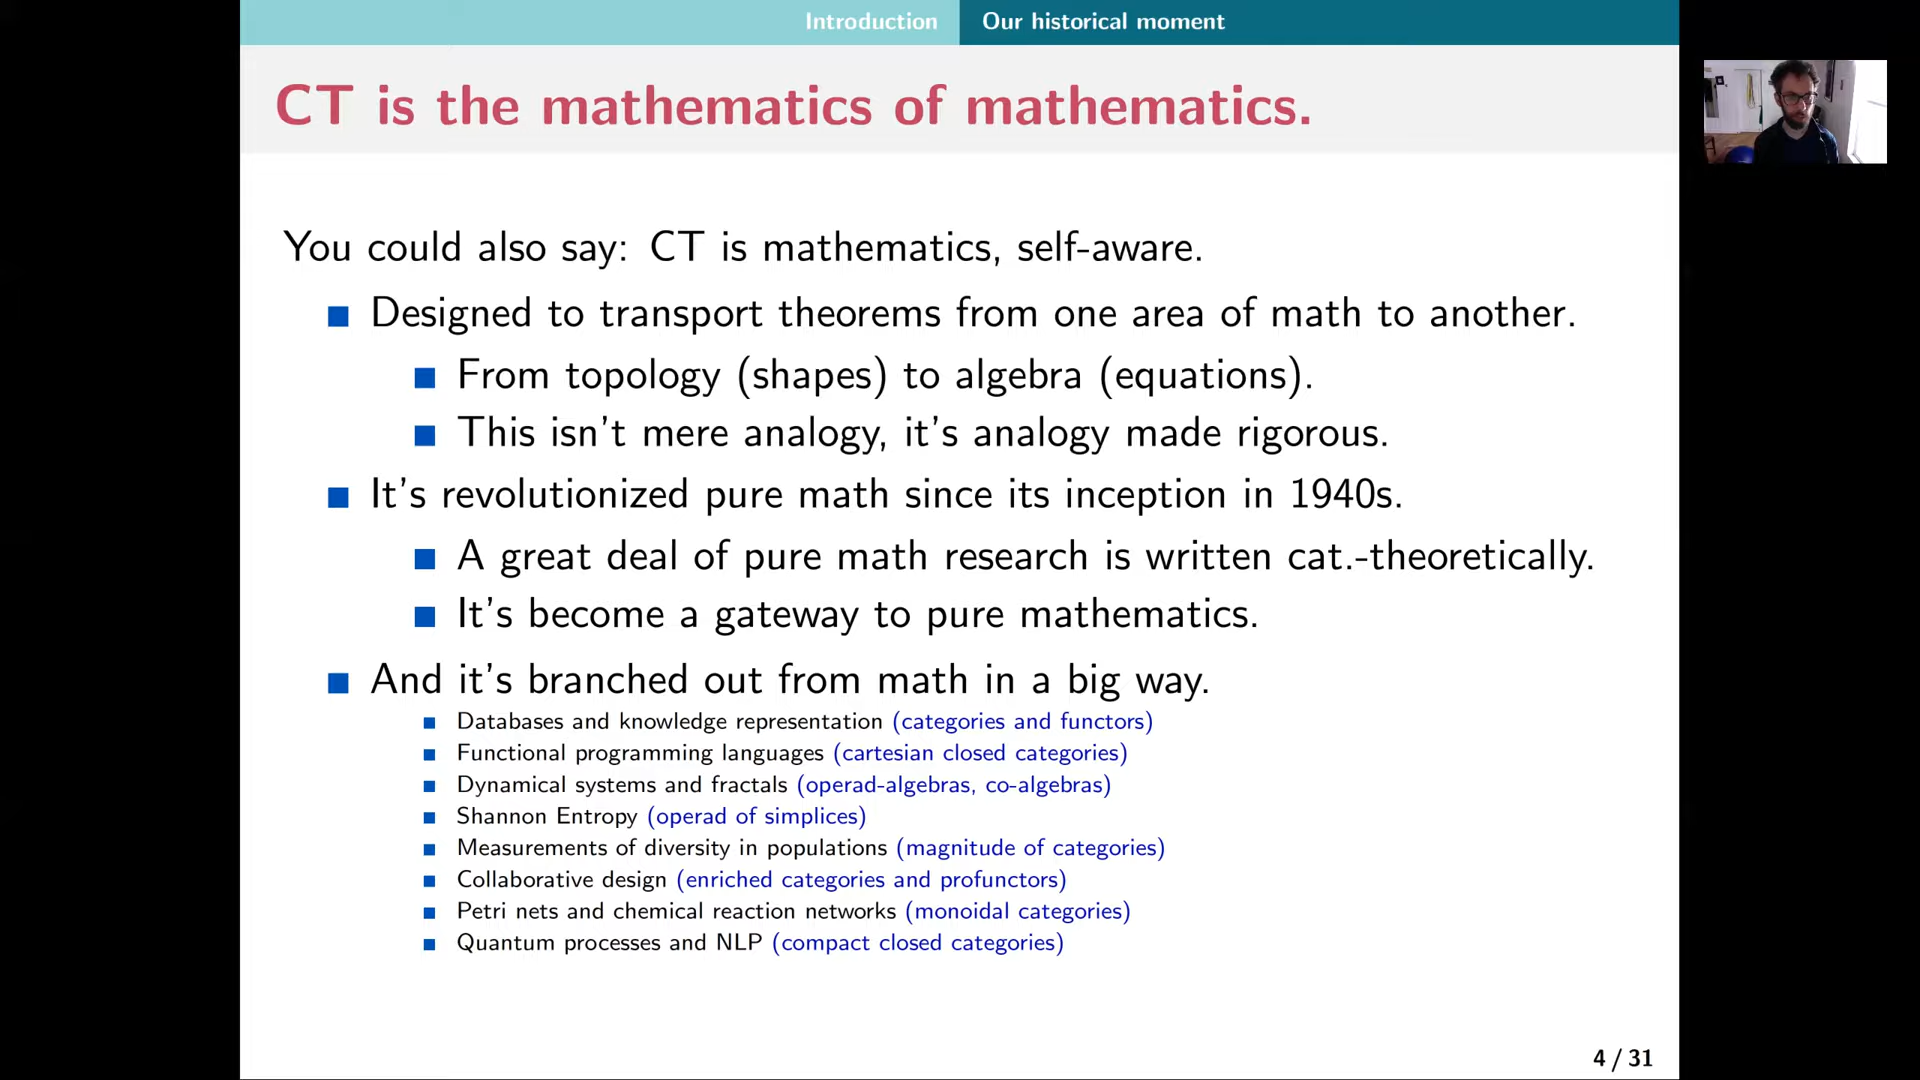 Introduction
Our historical moment
CT is the mathematics of mathematics.
You could also say: CT is mathematics, self-aware.
Designed to transport theorems from one area of math to another.
From topology (shapes) to algebra (equations).
This isn't mere analogy, it's analogy made rigorous.
It's revolutionized pure math since its inception in 1940s.
A great deal of pure math research is written cat.-theoretically.
It's become a gateway to pure mathematics.
And it's branched out from math in a big way.
Databases and knowledge representation (categories and functors)
Functional programming languages (cartesian closed categories)
Dynamical systems and fractals (operad-algebras, co-algebras)
Shannon Entropy (operad of simplices)
Measurements of diversity in populations (magnitude of categories)
Collaborative design (enriched categories and profunctors)
Petri nets and chemical reaction networks (monoidal categories)
Quantum processes and NLP (compact closed categories)
4 / 31